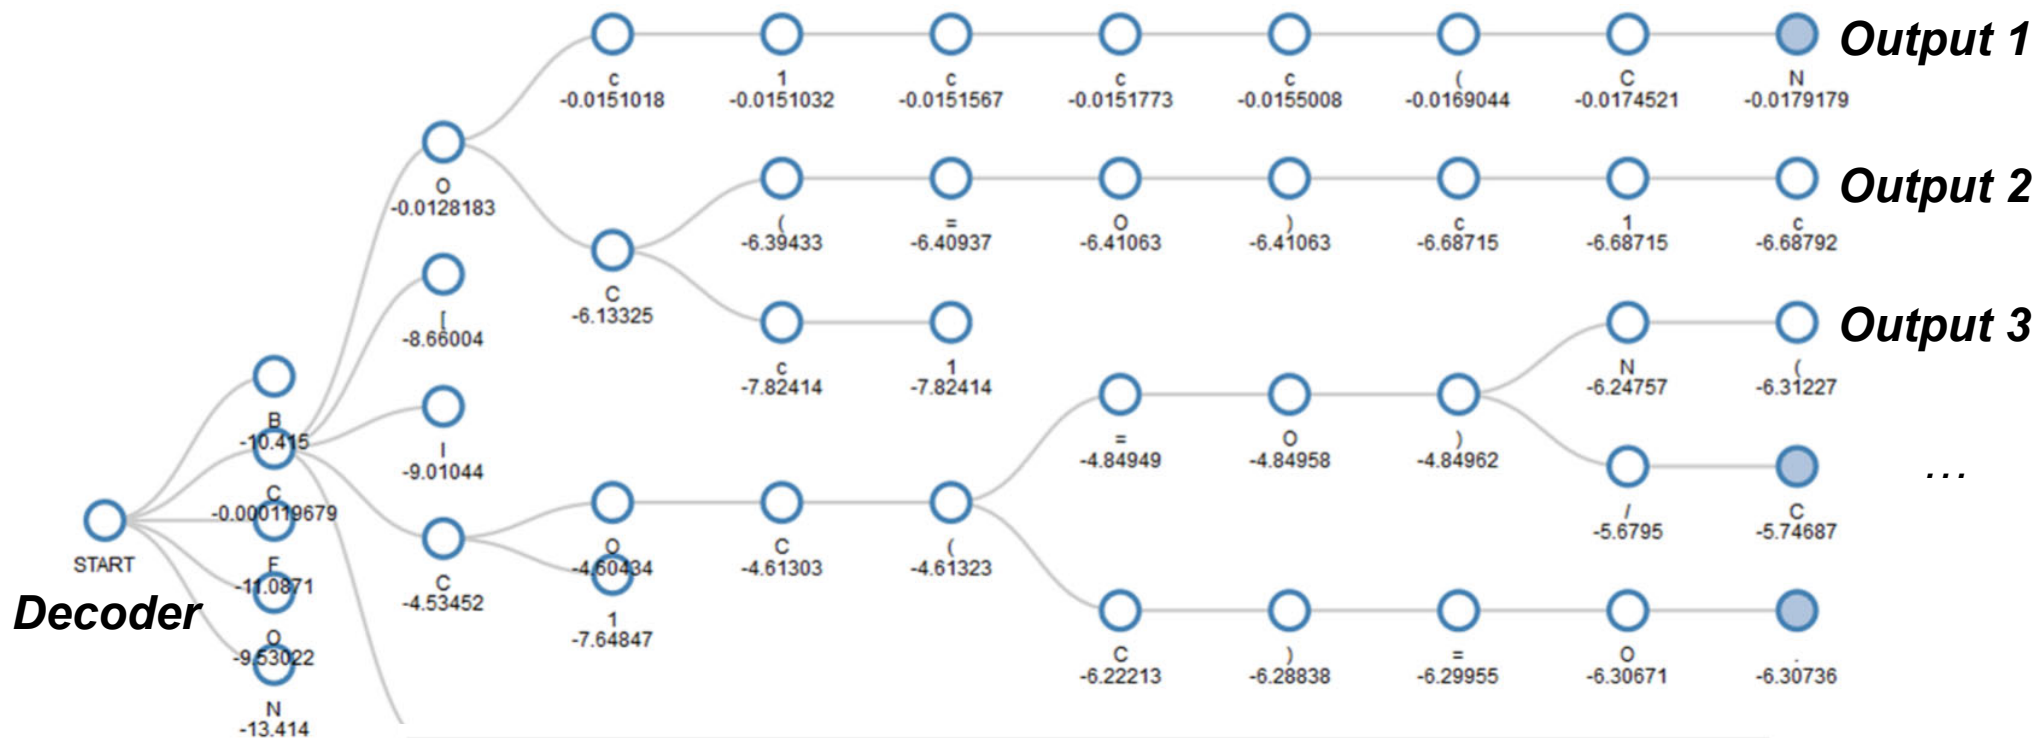 Output 1
c 1 c c c ( C N
-0.0151018 -0.0151032 -0.0151567 -0.0151773 -0.0155008 -0.0169044 -0.0174521 -0.0179179
O
-0.0128183
Output 2
( = O ) c 1 c
-6.39433 -6.40937 -6.41063 -6.41063 -6.68715 -6.68715 -6.68792
C
-6.13325
[
-8.66004
Output 3
c 1
-7.82414 -7.82414
N (
-6.24757 -6.31227
B
-10.415
I
-9.01044
= O )
-4.84949 -4.84958 -4.84962
...
/ C
-5.6795 -5.74687
C
-0.000119679
START
O C (
-4.60434 -4.61303 -4.61323
F
-11.0871
C
-4.53452
Decoder
1
-7.64847
O
-9.53022
C ) = O .
-6.22213 -6.28838 -6.29955 -6.30671 -6.30736
N
-13.414